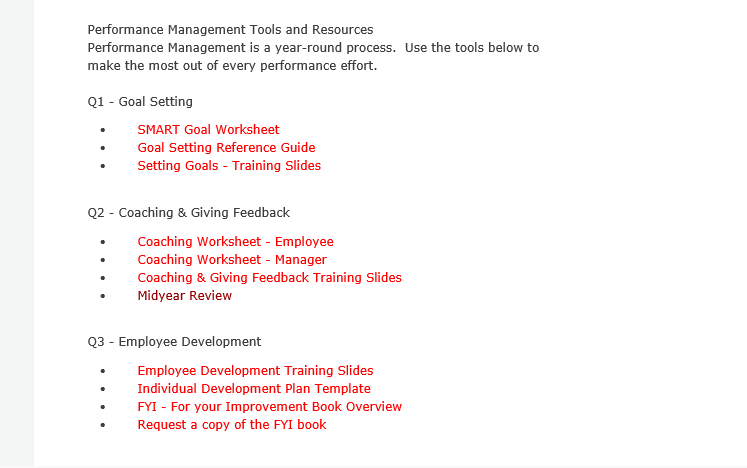 Performance Management Tools and Resources
Performance Management is a year-round process.  Use the tools below to
make the most out of every performance effort.
Q1 - Goal Setting
• SMART Goal Worksheet
• Goal Setting Reference Guide
• Setting Goals - Training Slides
Q2 - Coaching & Giving Feedback
• Coaching Worksheet - Employee
• Coaching Worksheet - Manager
• Coaching & Giving Feedback Training Slides
• Midyear Review
Q3 - Employee Development
• Employee Development Training Slides
• Individual Development Plan Template
• FYI - For your Improvement Book Overview
• Request a copy of the FYI book